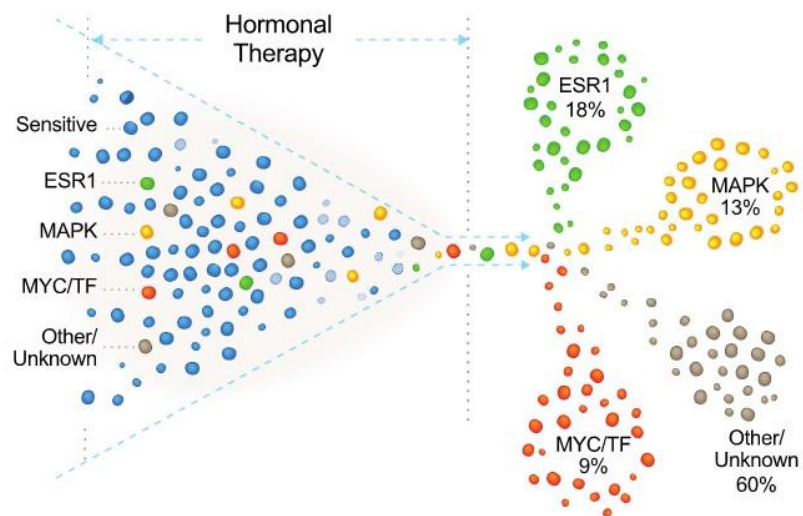 Hormonal
Therapy
Sensitive
ESR1
MAPK
MYC/TF
Other/
Unknown
ESR1
18%
MAPK
13%
MYC/TF
9%
Other/
Unknown
60%